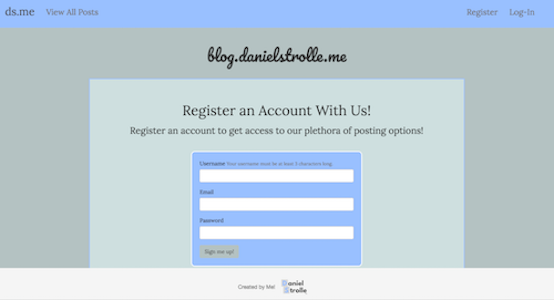 ds.me View All Posts Register Log-In
blog.danielstrolle.me
Register an Account With Us!
Register an account to get access to our plethora of posting options!
Username Your username must be at least 3 characters long
Email
Password
Sign me up!
Created by Me! Daniel
Strolle